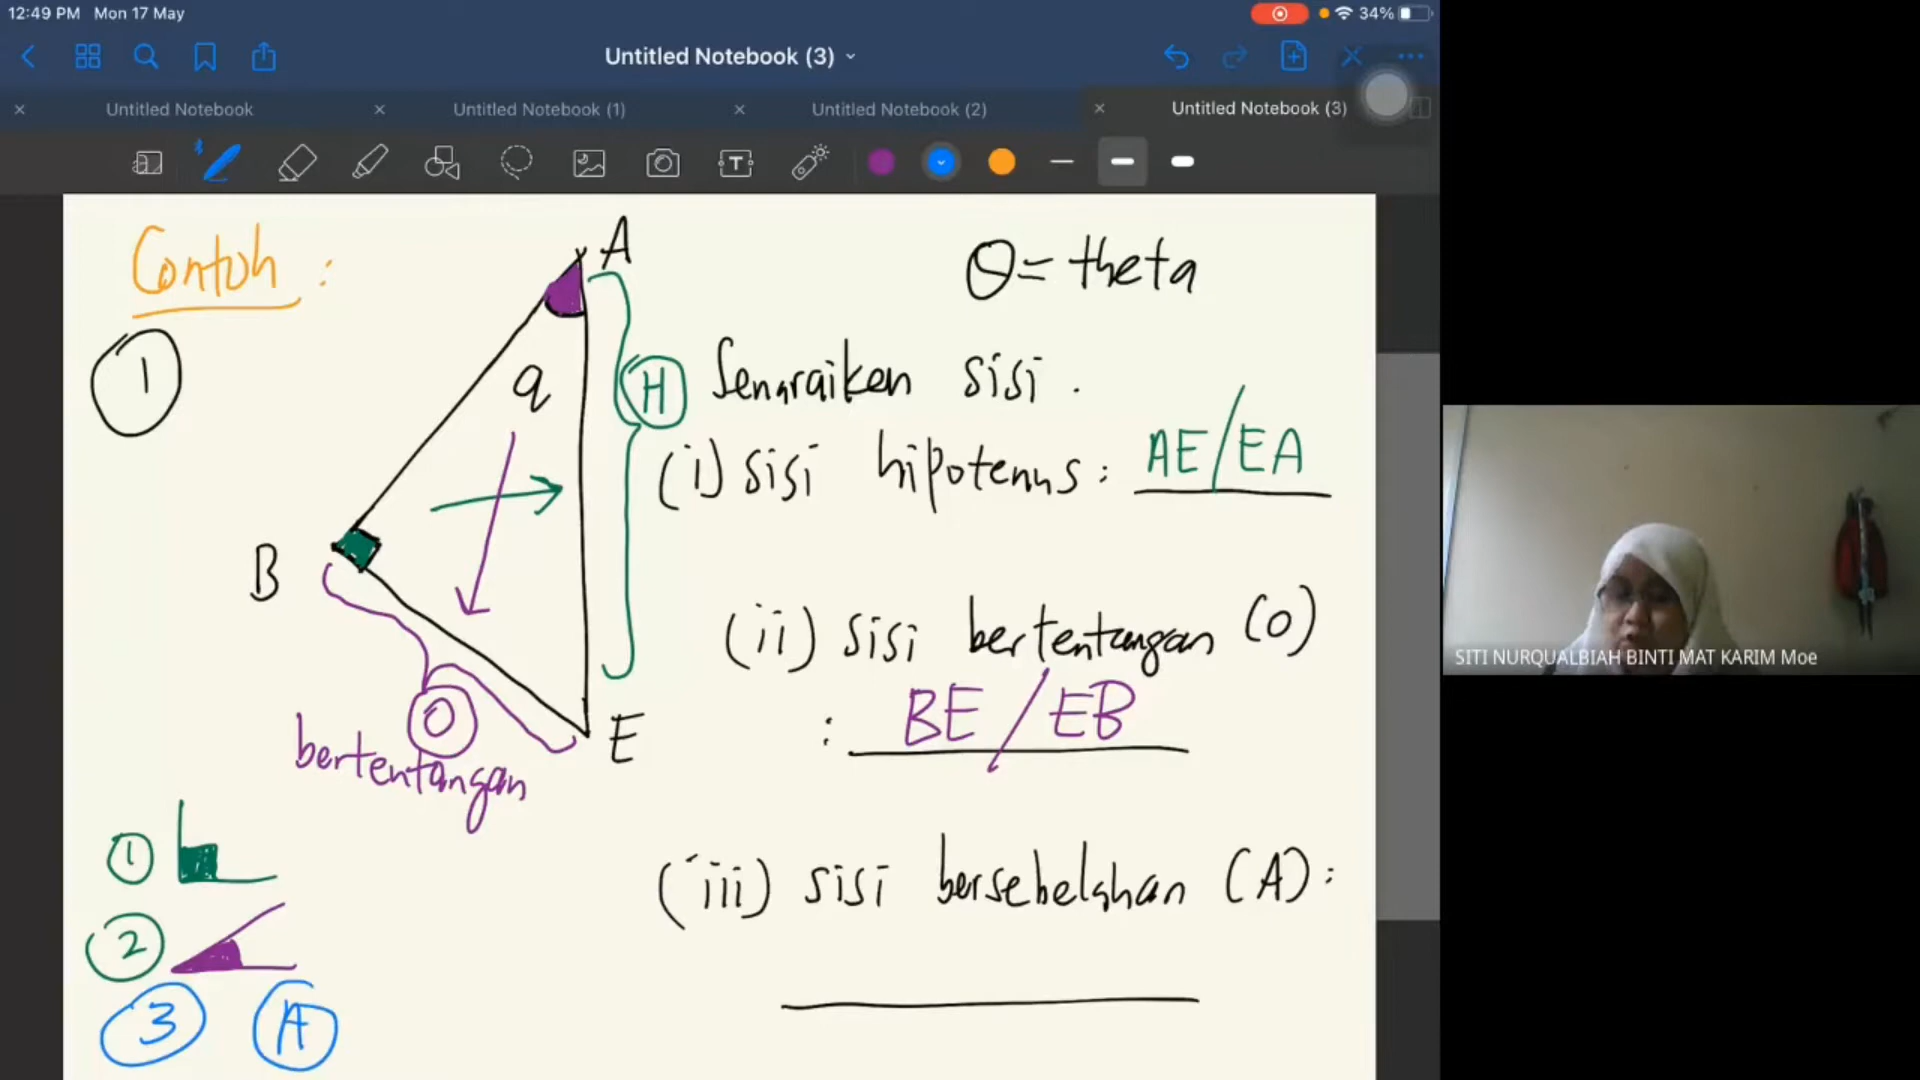 12:49 PM Mon 17 May
34%
Untitled Notebook (3)
Untitled Notebook
Untitled Notebook (1)
Untitled Notebook (2)
Untitled Notebook (3)
T
Contoh :
A
θ = theta
1
q
H
Senaraiken sisi .
(i) sisi hipotenus : AE/EA
B
(ii) sisi bertentangan (O)
: BE / EB
O
E
bertentangan
1
(iii) sisi bersebelahan (A) :
2
3 A
SITI NURQUALBIAH BINTI MAT KARIM Moe